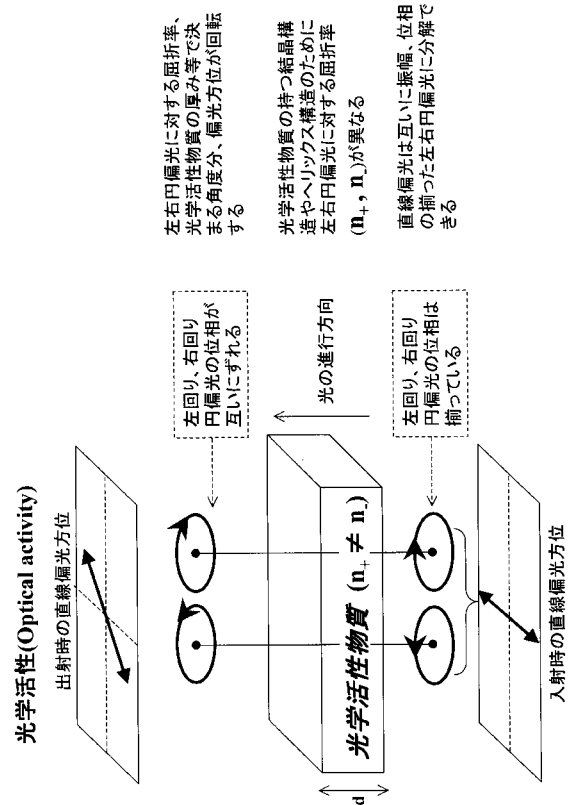 光学活性(Optical activity)
出射時の直線偏光方位
左右円偏光に対する屈折率、
光学活性物質の厚み等で決
まる角度分、偏光方位が回転
する
左回り、右回り
円偏光の位相が
互いにずれる
光の進行方向
光学活性物質の持つ結晶構
造やヘリックス構造のために
左右円偏光に対する屈折率
(n₊, n₋)が異なる
d
光学活性物質 (n₊ ≠ n₋)
左回り、右回り
円偏光の位相は
揃っている
直線偏光は互いに振幅、位相
の揃った左右円偏光に分解で
きる
入射時の直線偏光方位